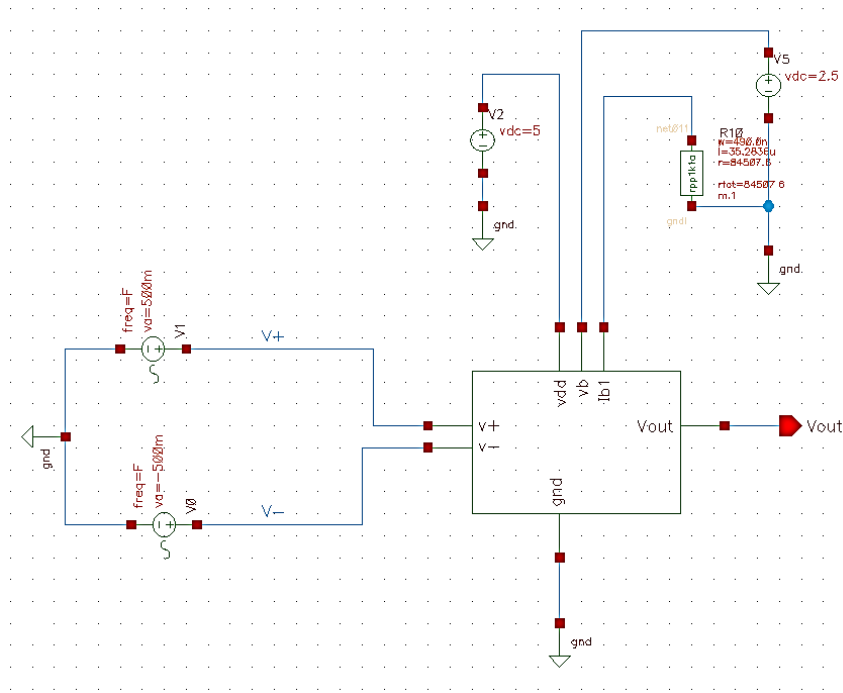 V5
vdc=2.5
V2
vdc=5
net011
R10
w=490.0n
l=35.2836u
r=84507.6
rpp1k1a
rtot=84507.6
m.1
gnd!
gnd.
gnd.
freq=F
va=500m
V1
V+
vdd
vb
Ib1
v+
v-
Vout
Vout
gnd
freq=F
va=-500m
V0
V-
gnd
gnd